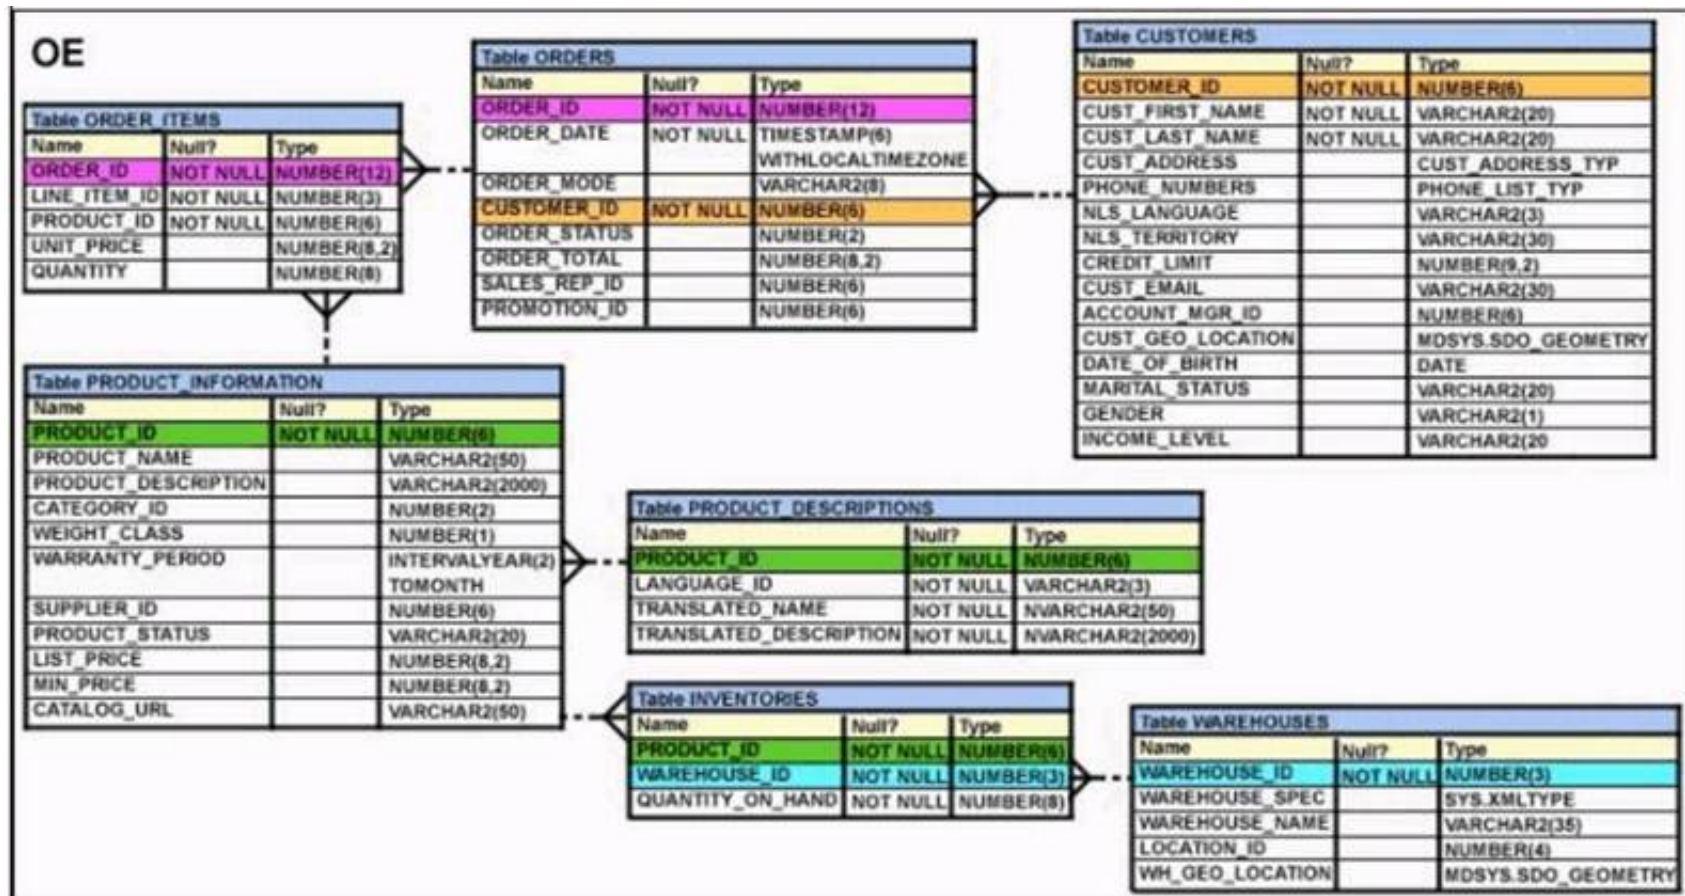 OE
Table ORDER_ITEMS
Name Null? Type
ORDER_ID NOT NULL NUMBER(12)
LINE_ITEM_ID NOT NULL NUMBER(3)
PRODUCT_ID NOT NULL NUMBER(6)
UNIT_PRICE NUMBER(8,2)
QUANTITY NUMBER(8)
Table ORDERS
Name Null? Type
ORDER_ID NOT NULL NUMBER(12)
ORDER_DATE NOT NULL TIMESTAMP(6)
WITHLOCALTIMEZONE
ORDER_MODE VARCHAR2(8)
CUSTOMER_ID NOT NULL NUMBER(6)
ORDER_STATUS NUMBER(2)
ORDER_TOTAL NUMBER(8,2)
SALES_REP_ID NUMBER(6)
PROMOTION_ID NUMBER(6)
Table CUSTOMERS
Name Null? Type
CUSTOMER_ID NOT NULL NUMBER(6)
CUST_FIRST_NAME NOT NULL VARCHAR2(20)
CUST_LAST_NAME NOT NULL VARCHAR2(20)
CUST_ADDRESS CUST_ADDRESS_TYP
PHONE_NUMBERS PHONE_LIST_TYP
NLS_LANGUAGE VARCHAR2(3)
NLS_TERRITORY VARCHAR2(30)
CREDIT_LIMIT NUMBER(9,2)
CUST_EMAIL VARCHAR2(30)
ACCOUNT_MGR_ID NUMBER(6)
CUST_GEO_LOCATION MDSYS.SDO_GEOMETRY
DATE_OF_BIRTH DATE
MARITAL_STATUS VARCHAR2(20)
GENDER VARCHAR2(1)
INCOME_LEVEL VARCHAR2(20
Table PRODUCT_INFORMATION
Name Null? Type
PRODUCT_ID NOT NULL NUMBER(6)
PRODUCT_NAME VARCHAR2(50)
PRODUCT_DESCRIPTION VARCHAR2(2000)
CATEGORY_ID NUMBER(2)
WEIGHT_CLASS NUMBER(1)
WARRANTY_PERIOD INTERVALYEAR(2)
TOMONTH
SUPPLIER_ID NUMBER(6)
PRODUCT_STATUS VARCHAR2(20)
LIST_PRICE NUMBER(8,2)
MIN_PRICE NUMBER(8,2)
CATALOG_URL VARCHAR2(50)
Table PRODUCT_DESCRIPTIONS
Name Null? Type
PRODUCT_ID NOT NULL NUMBER(6)
LANGUAGE_ID NOT NULL VARCHAR2(3)
TRANSLATED_NAME NOT NULL NVARCHAR2(50)
TRANSLATED_DESCRIPTION NOT NULL NVARCHAR2(2000)
Table INVENTORIES
Name Null? Type
PRODUCT_ID NOT NULL NUMBER(6)
WAREHOUSE_ID NOT NULL NUMBER(3)
QUANTITY_ON_HAND NOT NULL NUMBER(8)
Table WAREHOUSES
Name Null? Type
WAREHOUSE_ID NOT NULL NUMBER(3)
WAREHOUSE_SPEC SYS.XMLTYPE
WAREHOUSE_NAME VARCHAR2(35)
LOCATION_ID NUMBER(4)
WH_GEO_LOCATION MDSYS.SDO_GEOMETRY